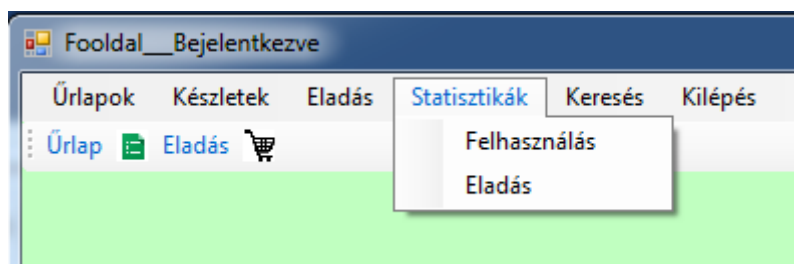 Fooldal__Bejelentkezve
Űrlapok Készletek Eladás Statisztikák Keresés Kilépés
Űrlap Eladás
Felhasználás
Eladás